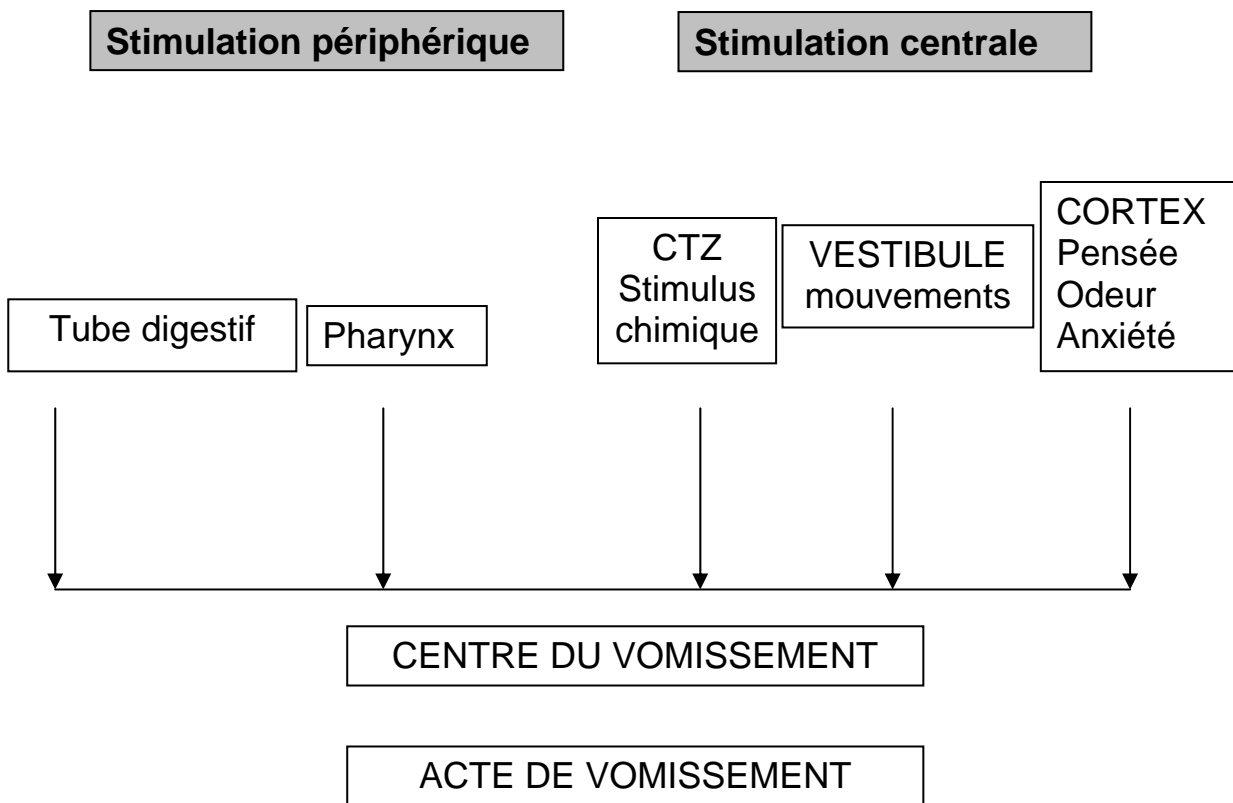 Stimulation périphérique
Stimulation centrale
Tube digestif
Pharynx
CTZ
Stimulus
chimique
VESTIBULE
mouvements
CORTEX
Pensée
Odeur
Anxiété
CENTRE DU VOMISSEMENT
ACTE DE VOMISSEMENT